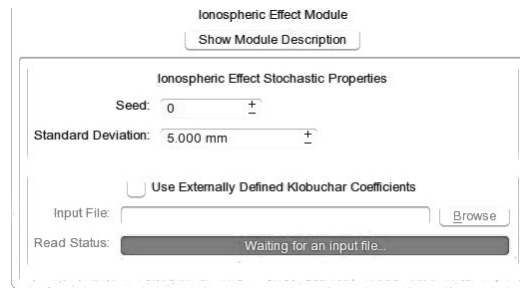 Ionospheric Effect Module
Show Module Description
Ionospheric Effect Stochastic Properties
Seed: 0
Standard Deviation: 5.000 mm
Use Externally Defined Klobuchar Coefficients
Input File: Browse
Read Status: Waiting for an input file...